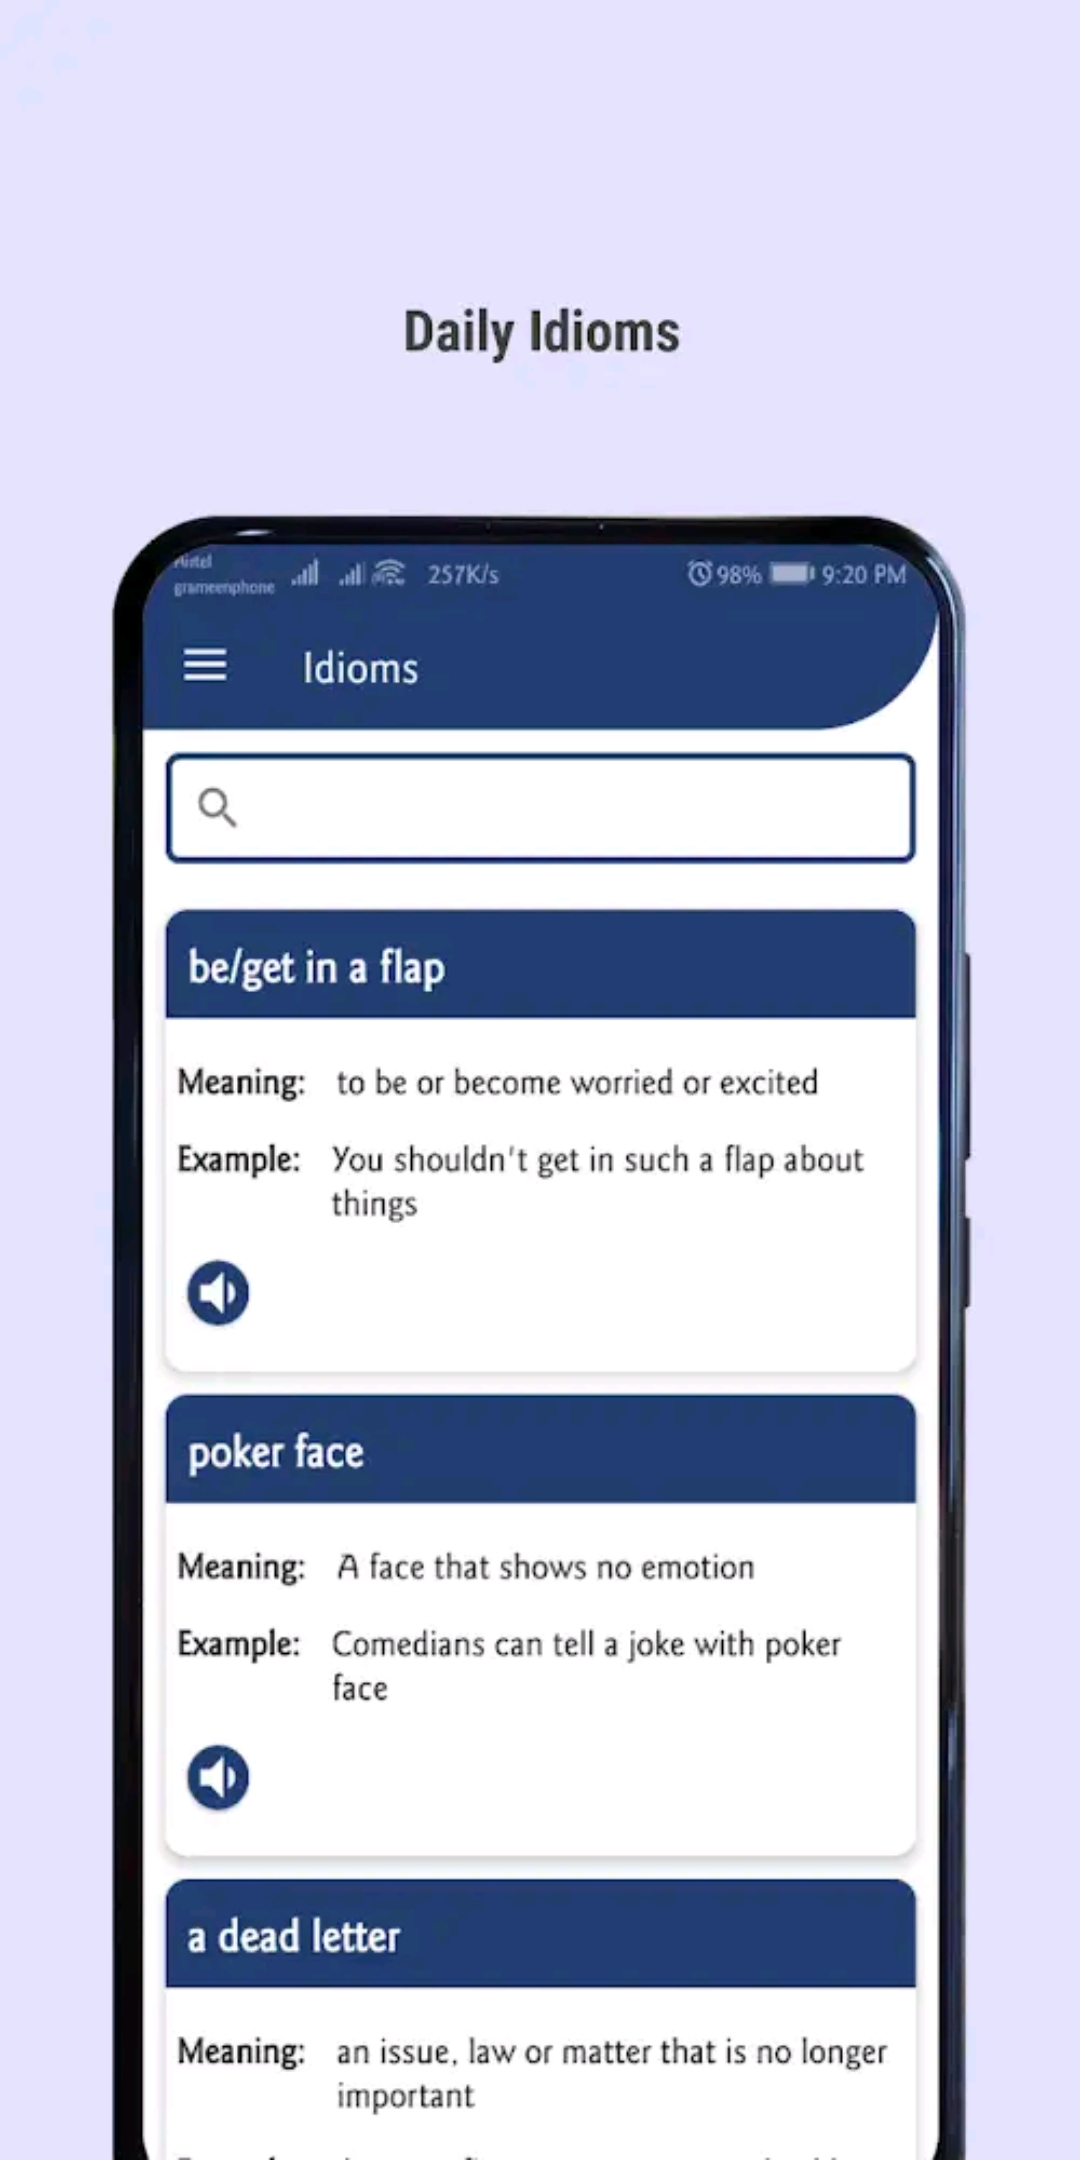 Daily Idioms
Airtel
grameenphone
257K/s
98%
9:20 PM
Idioms
be/get in a flap
Meaning: to be or become worried or excited
Example: You shouldn't get in such a flap about
things
poker face
Meaning: A face that shows no emotion
Example: Comedians can tell a joke with poker
face
a dead letter
Meaning: an issue, law or matter that is no longer
important